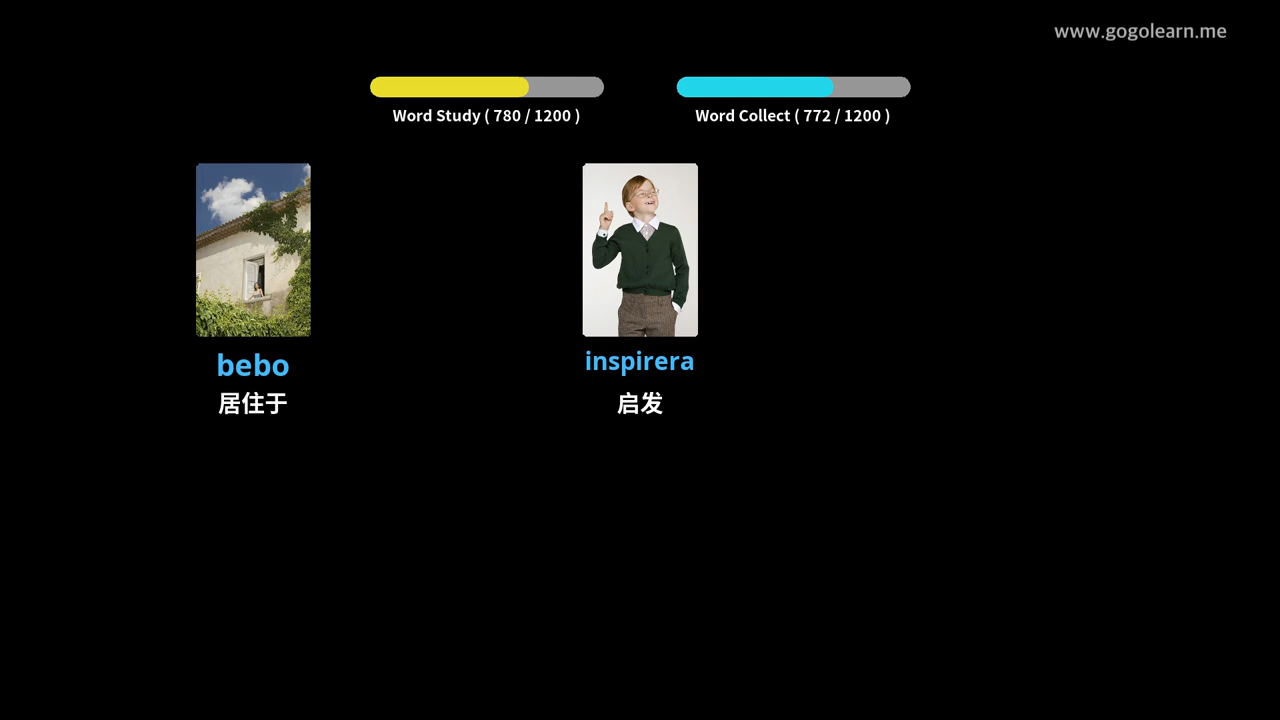 www.gogolearn.me
Word Study ( 780 / 1200 )
Word Collect ( 772 / 1200 )
bebo
居住于
inspirera
启发